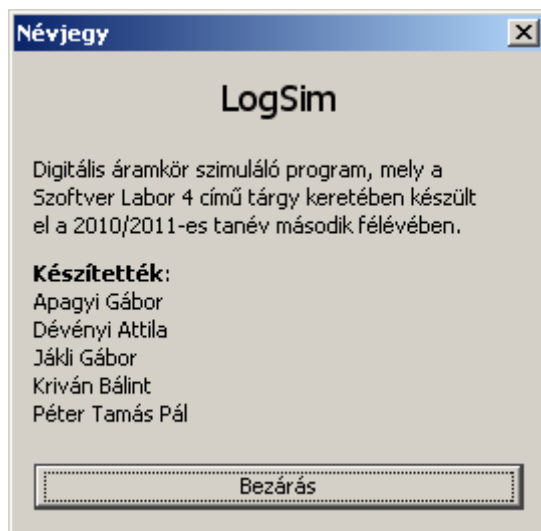 Névjegy
LogSim
Digitális áramkör szimuláló program, mely a
Szoftver Labor 4 című tárgy keretében készült
el a 2010/2011-es tanév második félévében.
Készítették:
Apagyi Gábor
Dévényi Attila
Jákli Gábor
Kriván Bálint
Péter Tamás Pál
Bezárás